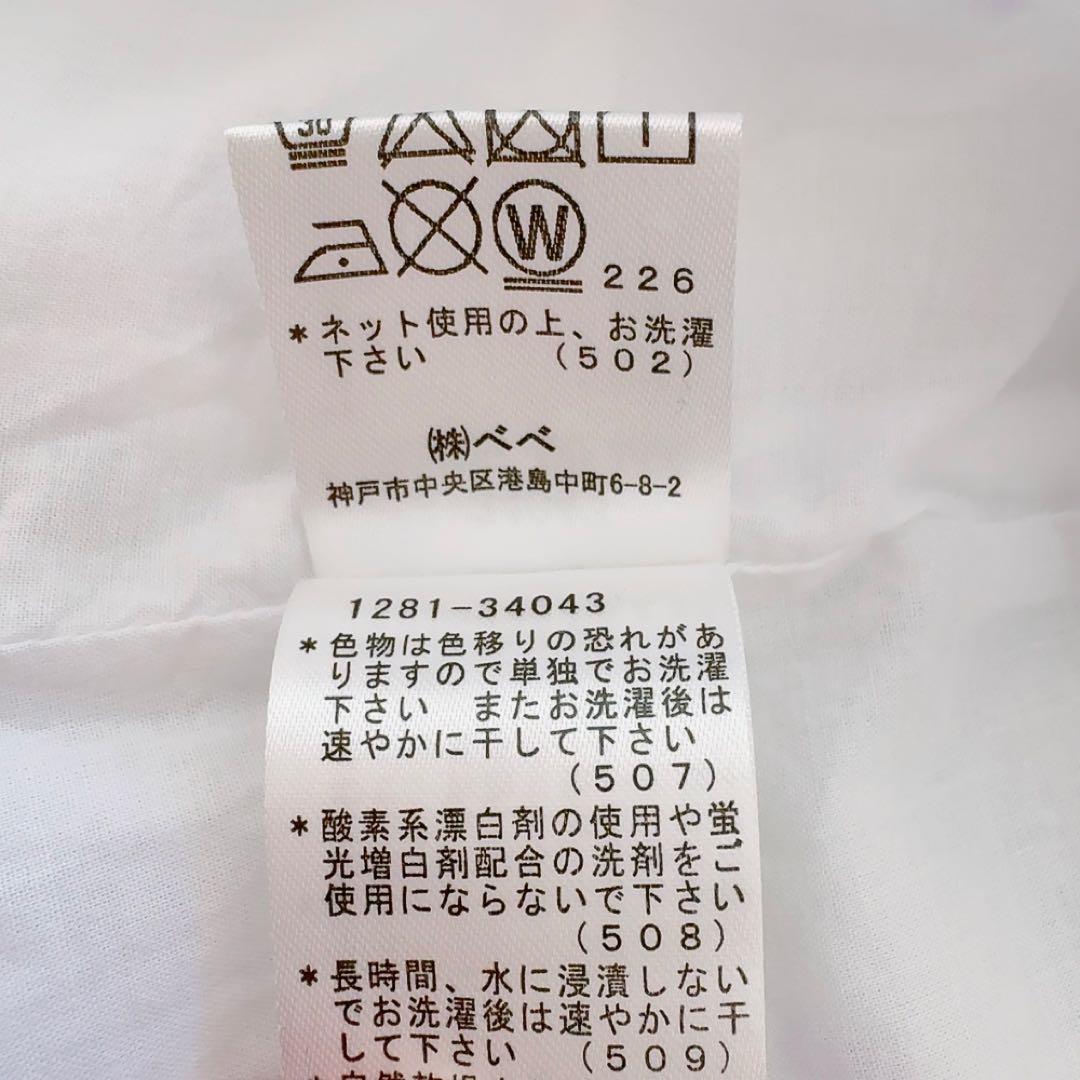 30
W 226
*ネット使用の上、お洗濯
下さい (502)
㈱べべ
神戸市中央区港島中町6-8-2
1281-34043
*色物は色移りの恐れがあ
りますので単独でお洗濯
下さい またお洗濯後は
速やかに干して下さい
(507)
*酸素系漂白剤の使用や蛍
光増白剤配合の洗剤をご
使用にならないで下さい
(508)
*長時間、水に浸漬しない
でお洗濯後は速やかに干
して下さい (509)